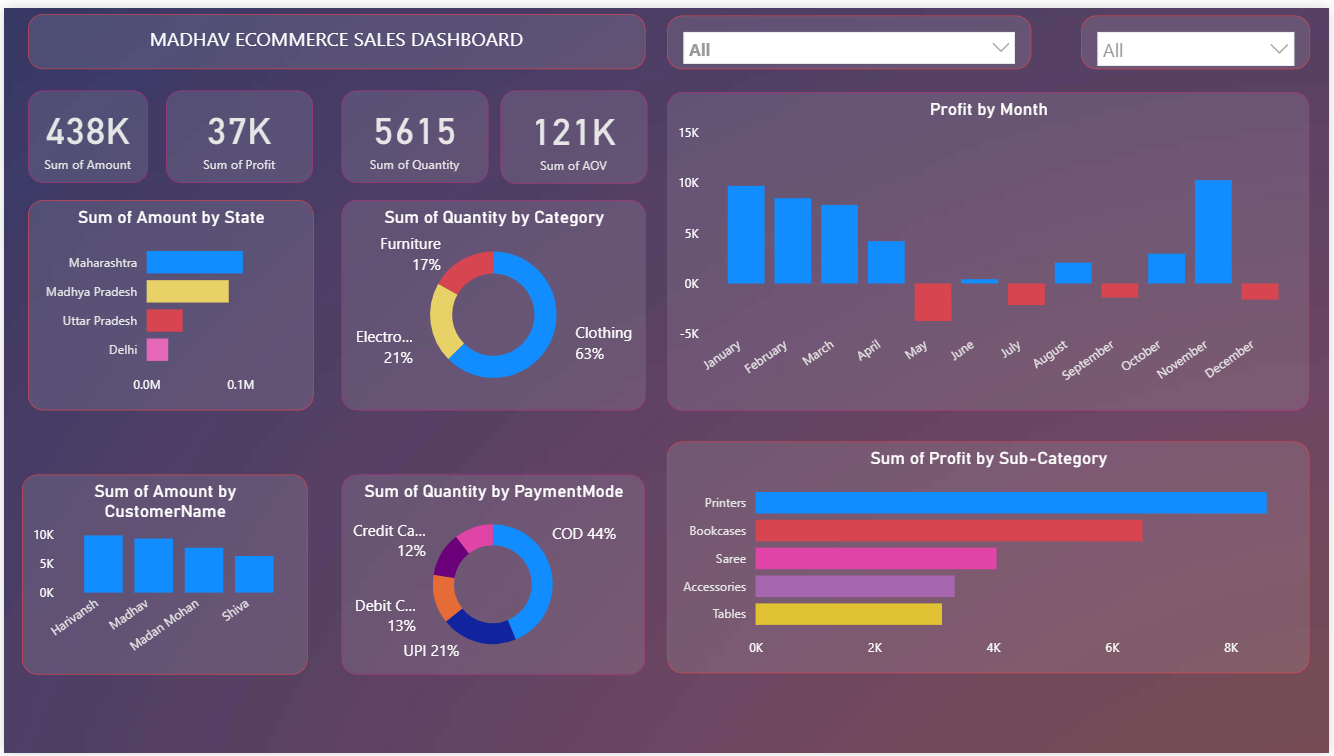 MADHAV ECOMMERCE SALES DASHBOARD
All
All
438K
Sum of Amount
37K
Sum of Profit
5615
Sum of Quantity
121K
Sum of AOV
Profit by Month
15K
10K
5K
0K
-5K
January
February
March
April
May
June
July
August
September
October
November
December
Sum of Amount by State
Maharashtra
Madhya Pradesh
Uttar Pradesh
Delhi
0.0M
0.1M
Sum of Quantity by Category
Furniture
17%
Electro...
21%
Clothing
63%
Sum of Amount by
CustomerName
10K
5K
0K
Harivansh
Madhav
Madan Mohan
Shiva
Sum of Quantity by PaymentMode
Credit Ca...
12%
COD 44%
Debit C...
13%
UPI 21%
Sum of Profit by Sub-Category
Printers
Bookcases
Saree
Accessories
Tables
0K
2K
4K
6K
8K